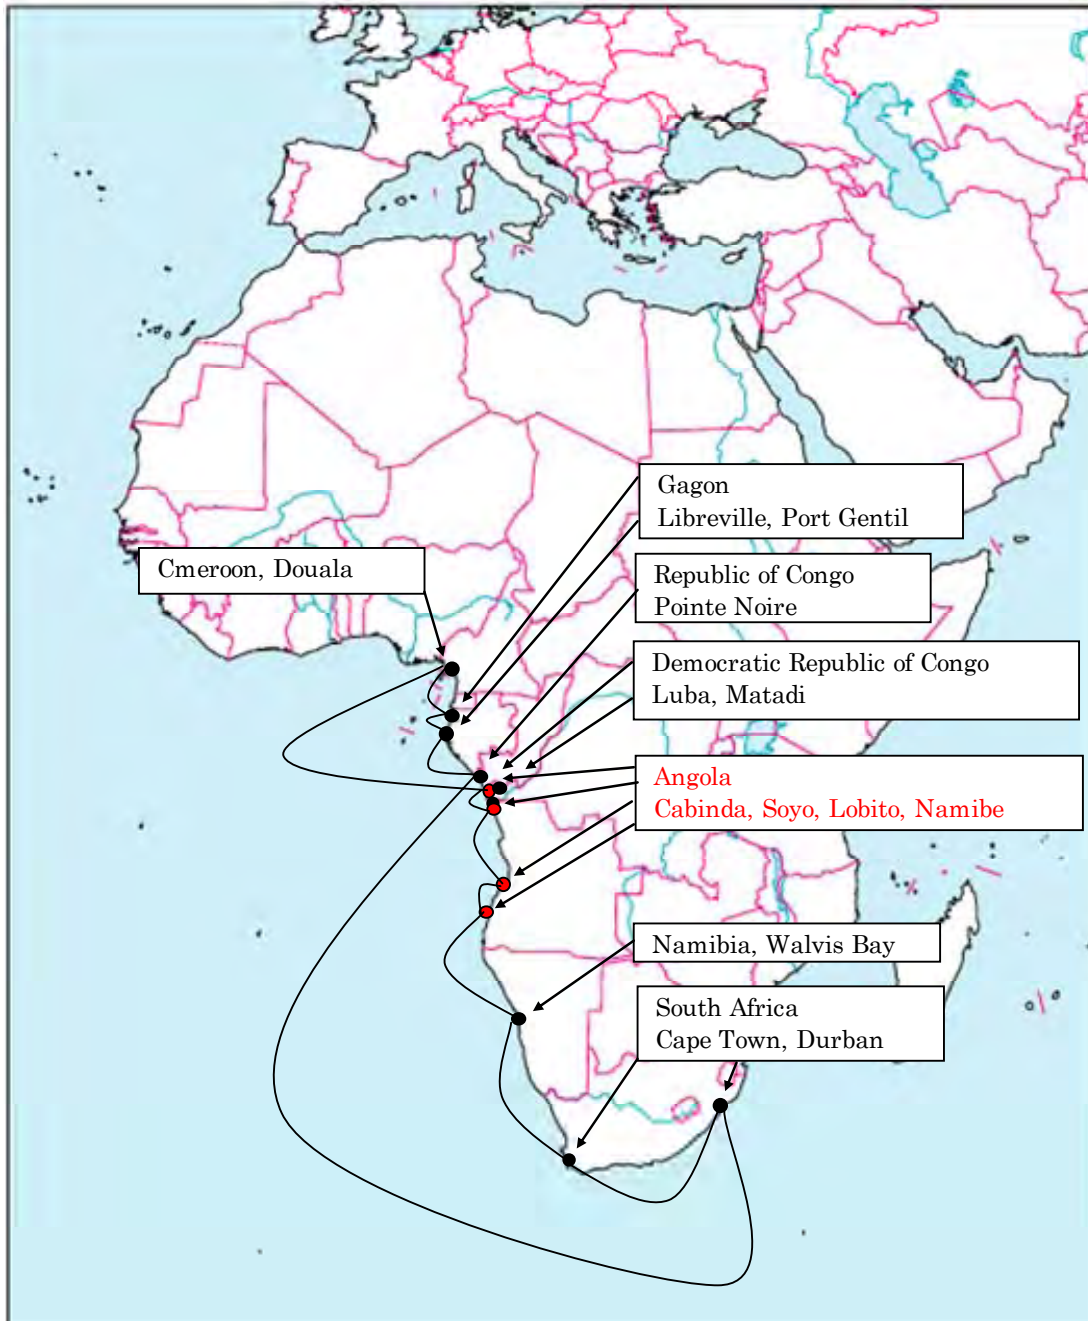 Gagon
Libreville, Port Gentil
Cmeroon, Douala
Republic of Congo
Pointe Noire
Democratic Republic of Congo
Luba, Matadi
Angola
Cabinda, Soyo, Lobito, Namibe
Namibia, Walvis Bay
South Africa
Cape Town, Durban